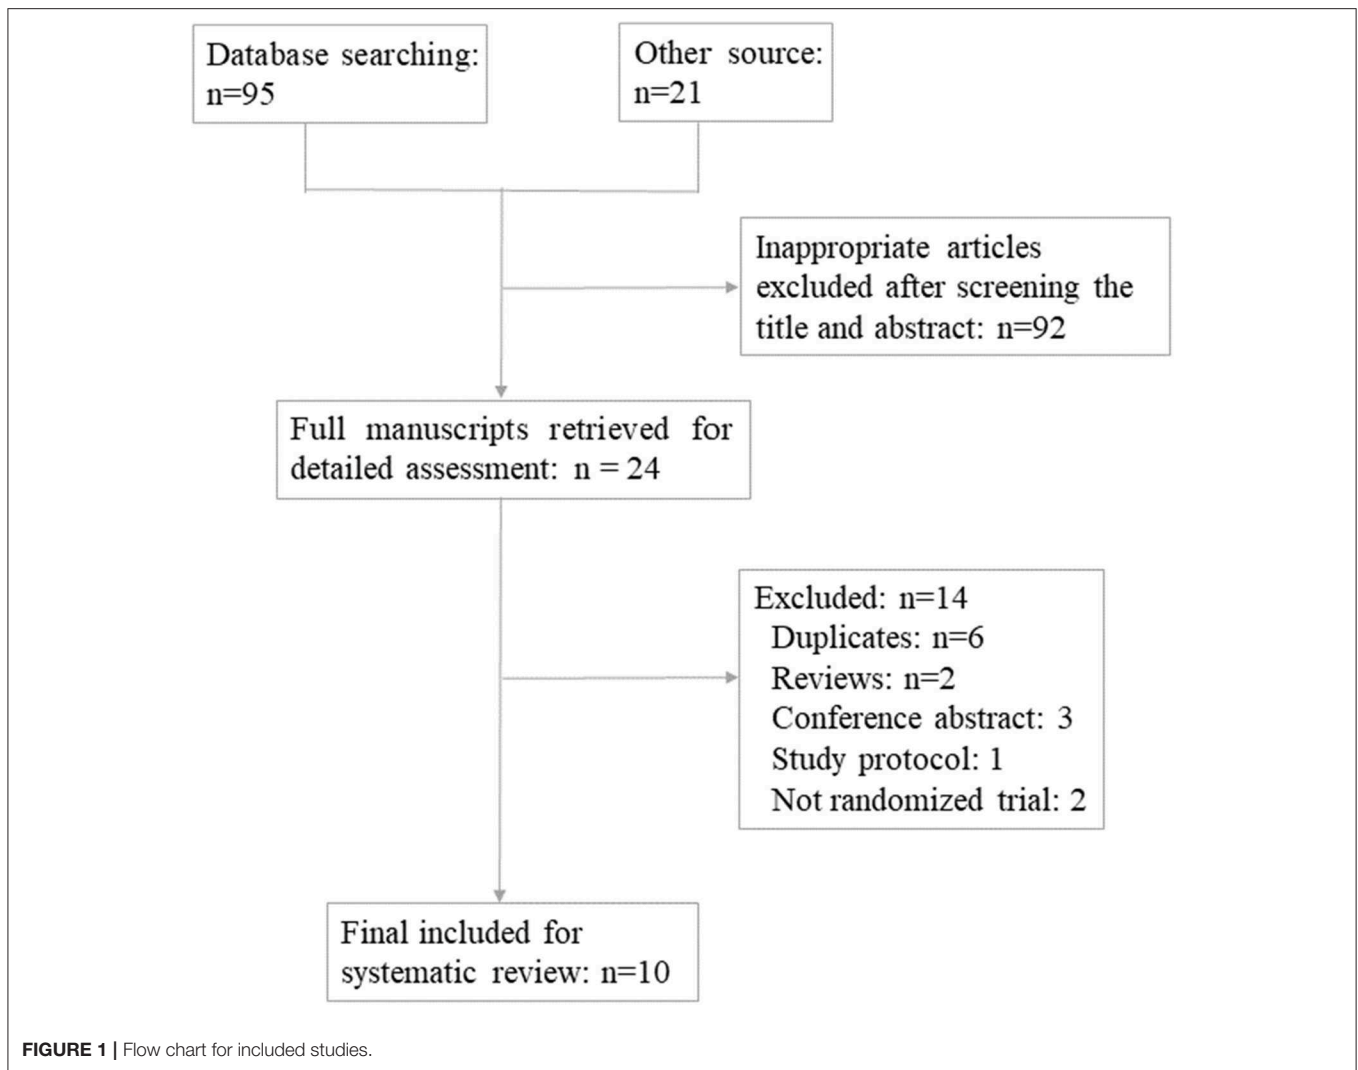 Database searching:
n=95
Other source:
n=21
Inappropriate articles
excluded after screening the
title and abstract: n=92
Full manuscripts retrieved for
detailed assessment: n = 24
Excluded: n=14
Duplicates: n=6
Reviews: n=2
Conference abstract: 3
Study protocol: 1
Not randomized trial: 2
Final included for
systematic review: n=10
FIGURE 1 | Flow chart for included studies.